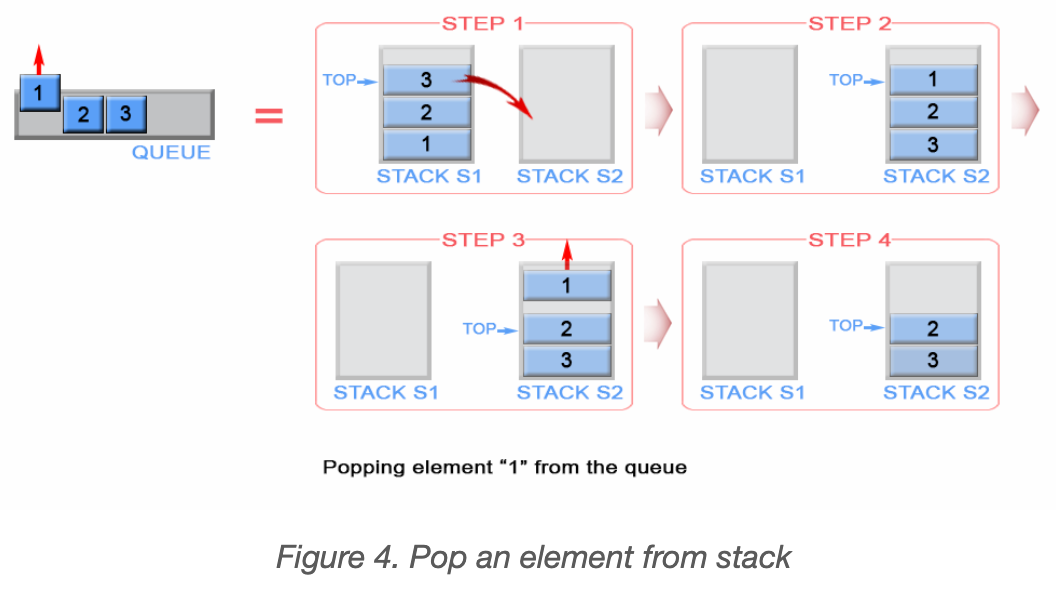 1
2 3
QUEUE
=
STEP 1
TOP
3
2
1
STACK S1
STACK S2
STEP 2
TOP
1
2
3
STACK S1
STACK S2
STEP 3
1
TOP
2
3
STACK S1
STACK S2
STEP 4
TOP
2
3
STACK S1
STACK S2
Popping element “1” from the queue
Figure 4. Pop an element from stack